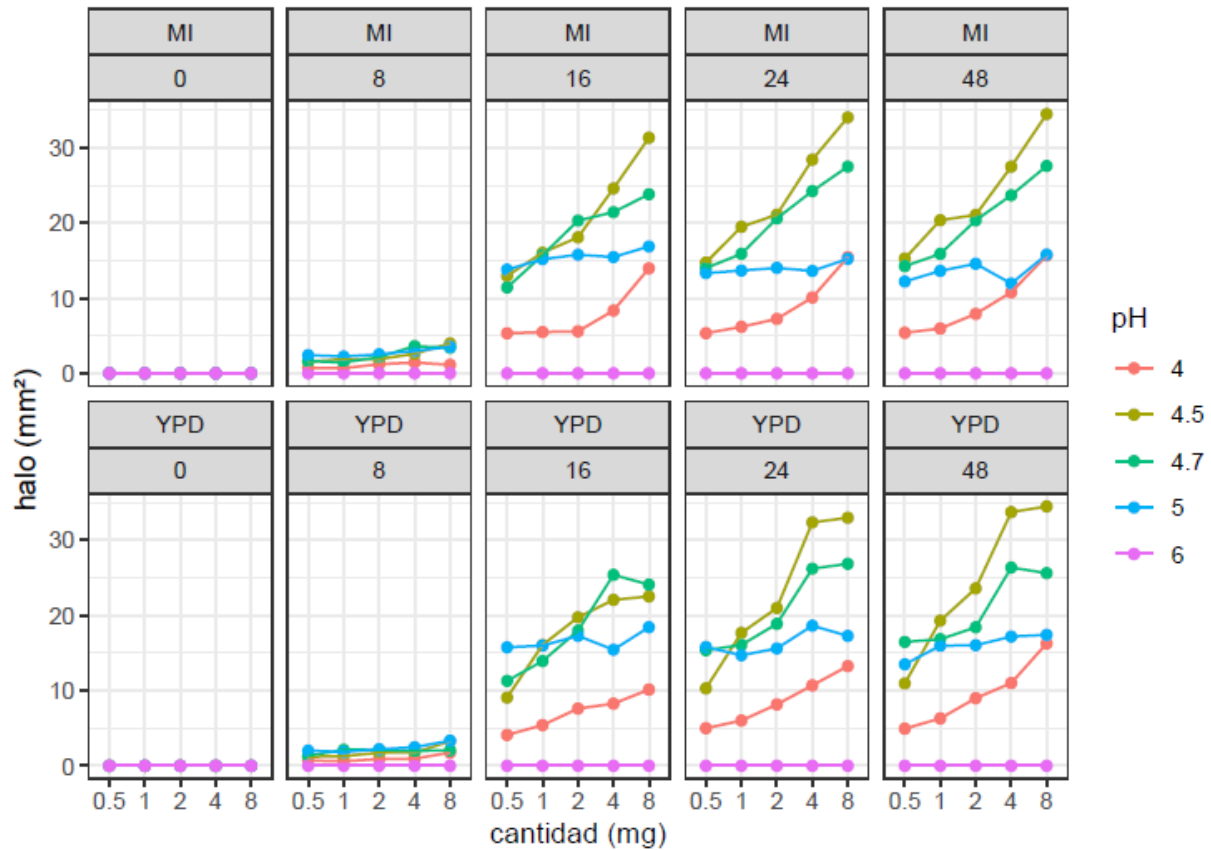 MI MI MI MI MI
0 8 16 24 48
30
20
10
0
YPD YPD YPD YPD YPD
0 8 16 24 48
30
20
10
0
0.5 1 2 4 8 0.5 1 2 4 8 0.5 1 2 4 8 0.5 1 2 4 8 0.5 1 2 4 8
cantidad (mg)
halo (mm²)
pH
4
4.5
4.7
5
6